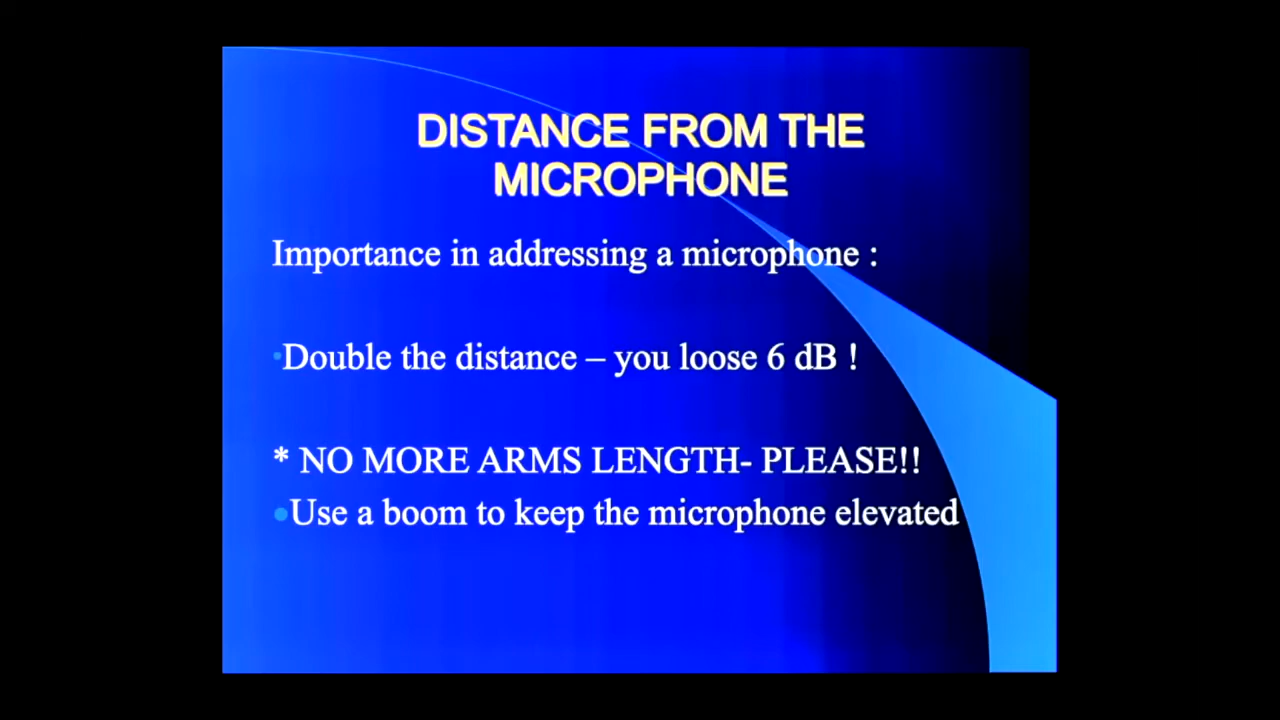 DISTANCE FROM THE
MICROPHONE
Importance in addressing a microphone :
•Double the distance – you loose 6 dB !
* NO MORE ARMS LENGTH- PLEASE!!
•Use a boom to keep the microphone elevated